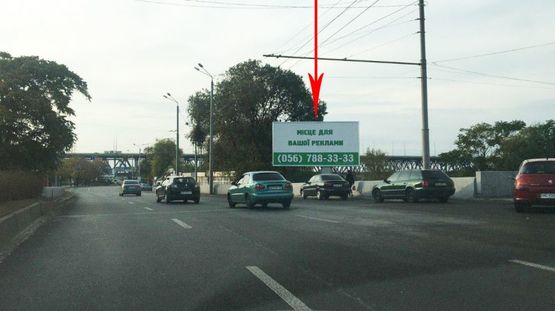 МІСЦЕ ДЛЯ
ВАШОЇ РЕКЛАМИ
(056) 788-33-33